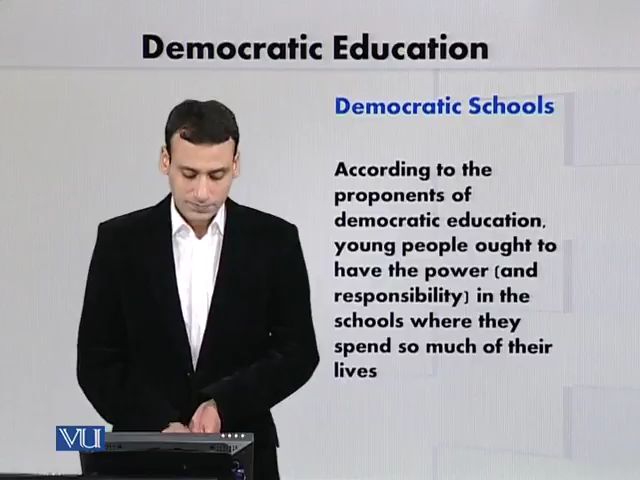 Democratic Education
Democratic Schools
According to the
proponents of
democratic education,
young people ought to
have the power (and
responsibility) in the
schools where they
spend so much of their
lives
VU